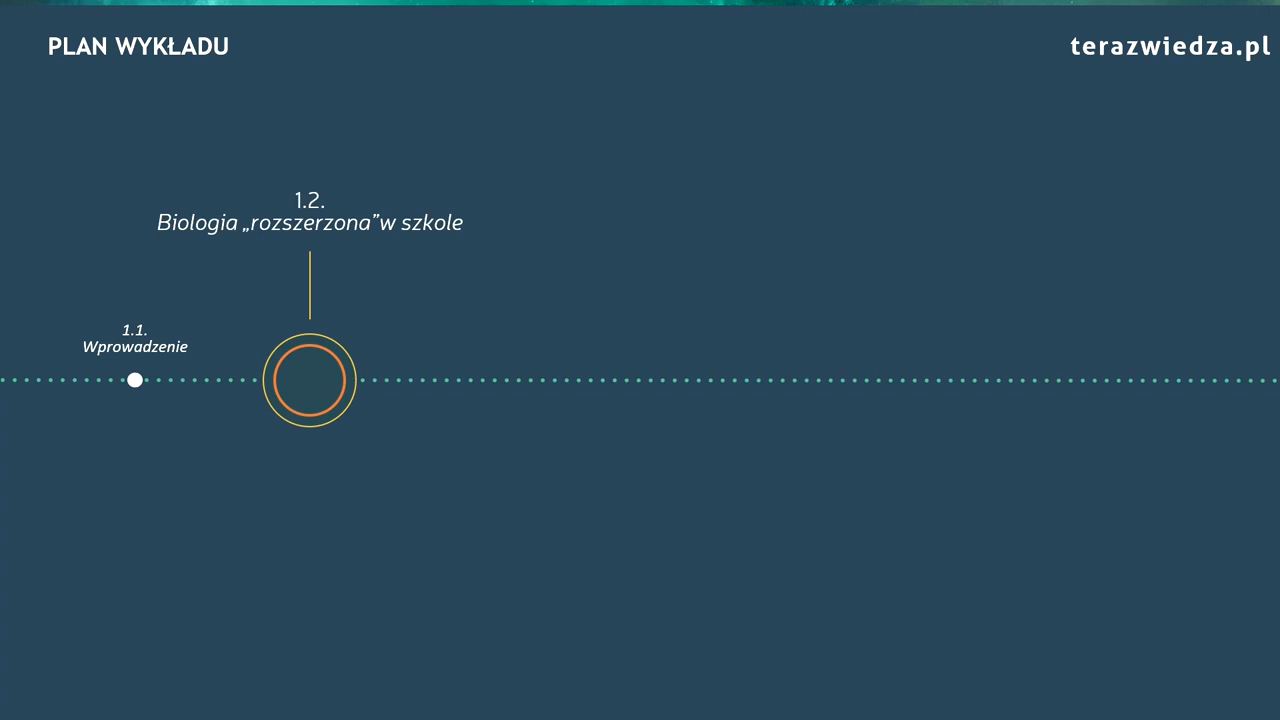 PLAN WYKŁADU
terazwiedza.pl
1.2.
Biologia „rozszerzona”w szkole
1.1.
Wprowadzenie